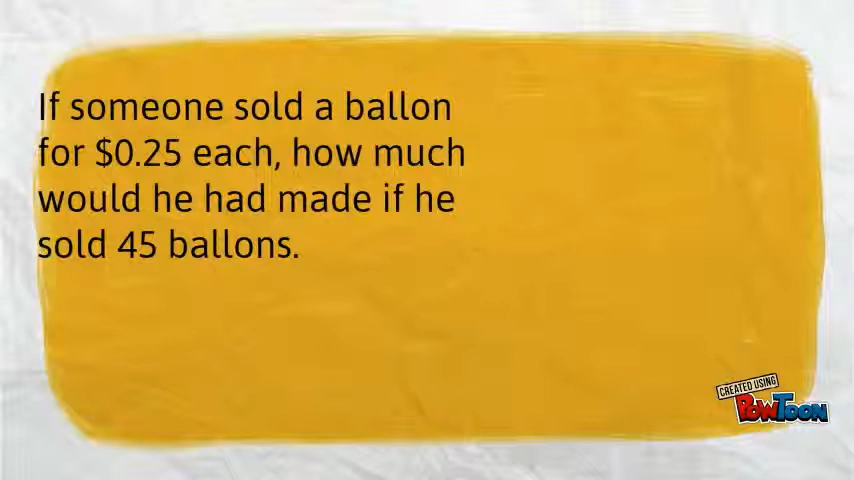 If someone sold a ballon
for $0.25 each, how much
would he had made if he
sold 45 ballons.
CREATED USING
POWTOON